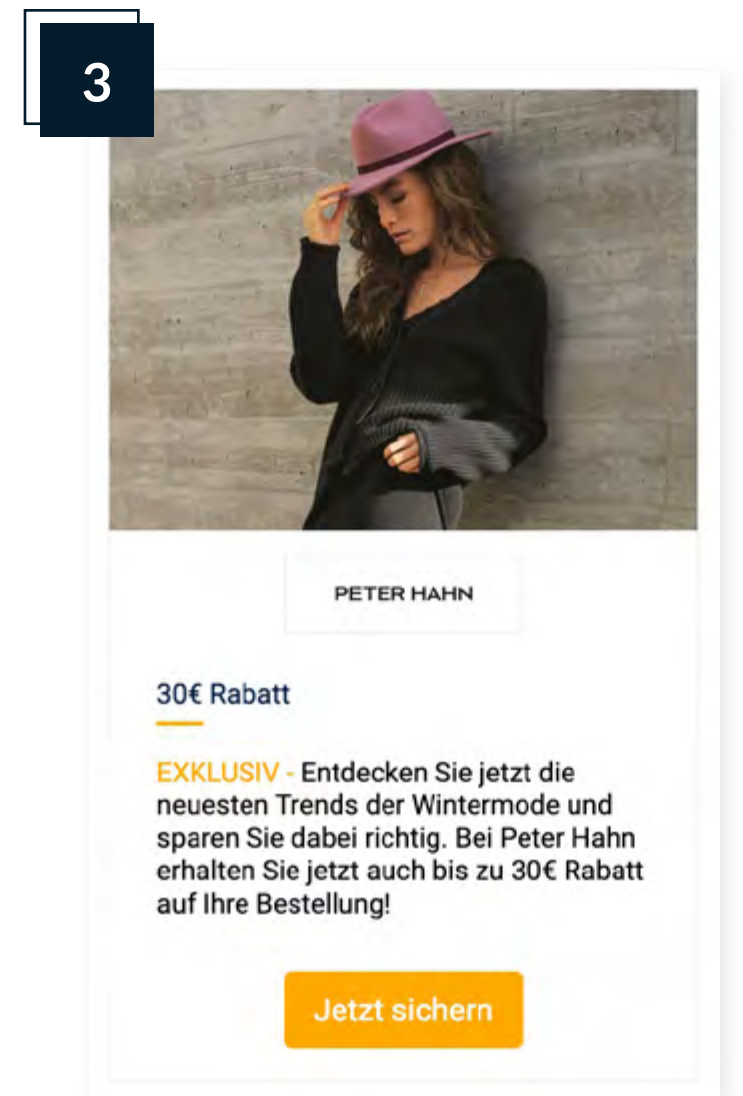 3
PETER HAHN
30€ Rabatt
EXKLUSIV - Entdecken Sie jetzt die
neuesten Trends der Wintermode und
sparen Sie dabei richtig. Bei Peter Hahn
erhalten Sie jetzt auch bis zu 30€ Rabatt
auf Ihre Bestellung!
Jetzt sichern